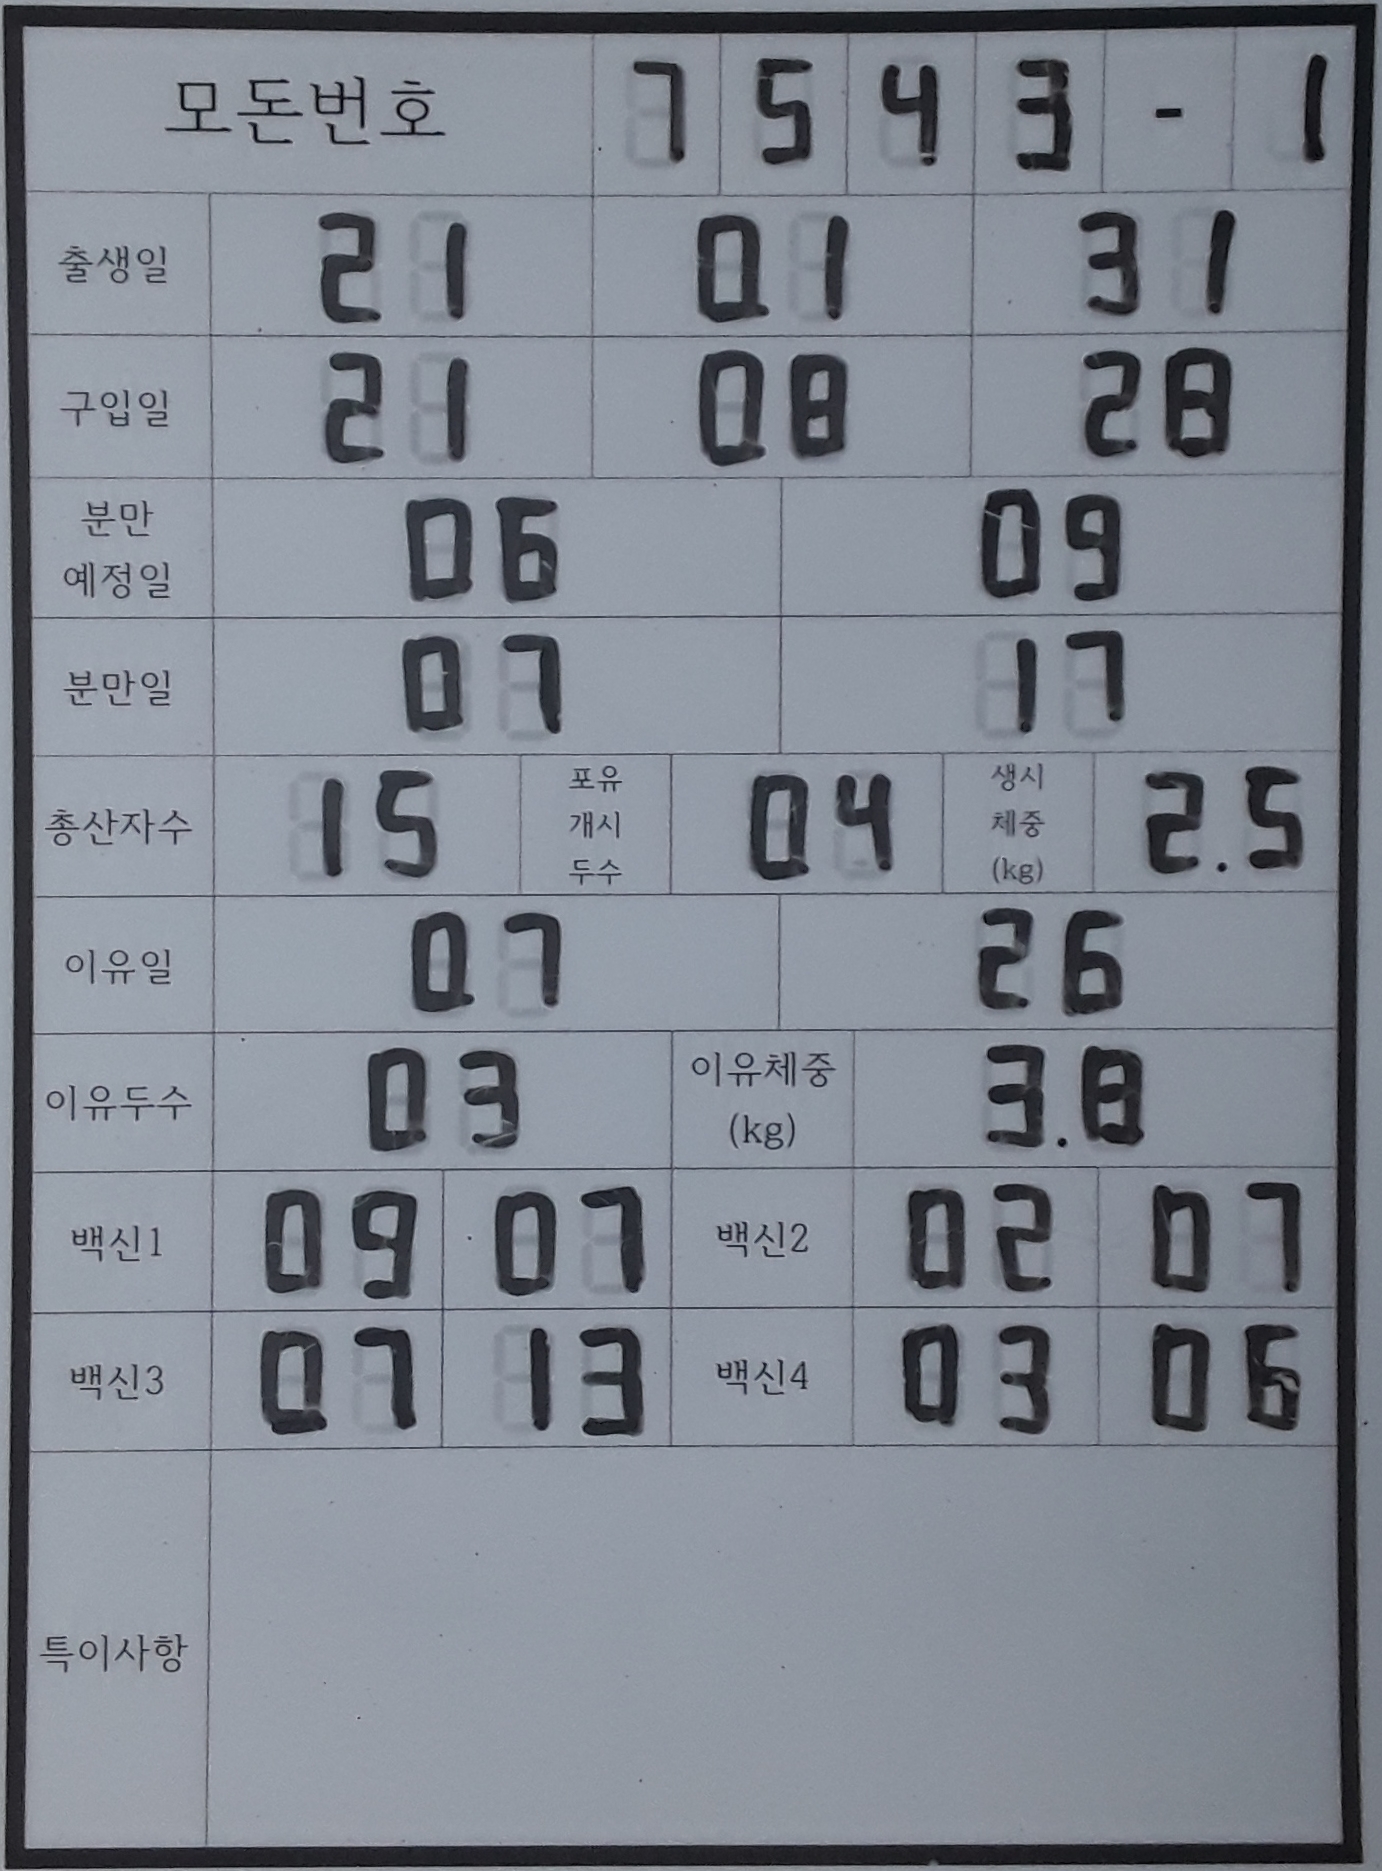 모돈번호 7 5 4 3 - 1
출생일 21 01 31
구입일 21 08 28
분만
예정일 06 09
분만일 07 17
총산자수 15 포유
개시
두수 04 생시
체중
(kg) 2.5
이유일 07 26
이유두수 03 이유체중
(kg) 3.8
백신1 09 07 백신2 02 07
백신3 07 13 백신4 03 06
특이사항